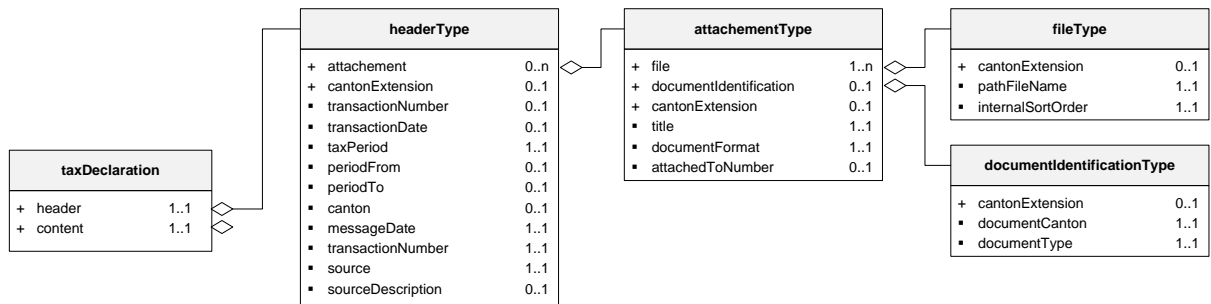 taxDeclaration
+ header 1..1
+ content 1..1
headerType
+ attachement 0..n
+ cantonExtension 0..1
▪ transactionNumber 0..1
▪ transactionDate 0..1
▪ taxPeriod 1..1
▪ periodFrom 0..1
▪ periodTo 0..1
▪ canton 0..1
▪ messageDate 1..1
▪ transactionNumber 1..1
▪ source 1..1
▪ sourceDescription 0..1
attachementType
+ file 1..n
+ documentIdentification 0..1
+ cantonExtension 0..1
▪ title 1..1
▪ documentFormat 1..1
▪ attachedToNumber 0..1
fileType
+ cantonExtension 0..1
▪ pathFileName 1..1
▪ internalSortOrder 1..1
documentIdentificationType
+ cantonExtension 0..1
▪ documentCanton 1..1
▪ documentType 1..1